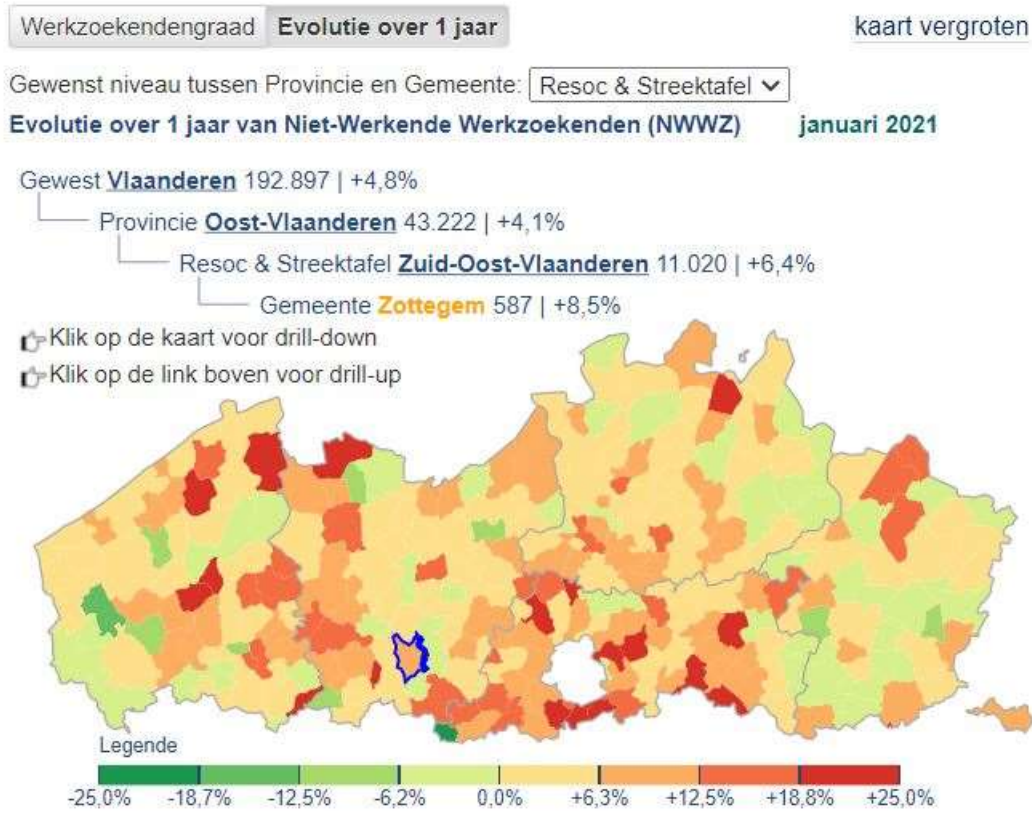 Werkzoekendengraad Evolutie over 1 jaar kaart vergroten
Gewenst niveau tussen Provincie en Gemeente: Resoc & Streektafel
Evolutie over 1 jaar van Niet-Werkende Werkzoekenden (NWWZ) januari 2021
Gewest Vlaanderen 192.897 | +4,8%
Provincie Oost-Vlaanderen 43.222 | +4,1%
Resoc & Streektafel Zuid-Oost-Vlaanderen 11.020 | +6,4%
Gemeente Zottegem 587 | +8,5%
Klik op de kaart voor drill-down
Klik op de link boven voor drill-up
Legende
-25,0% -18,7% -12,5% -6,2% 0,0% +6,3% +12,5% +18,8% +25,0%